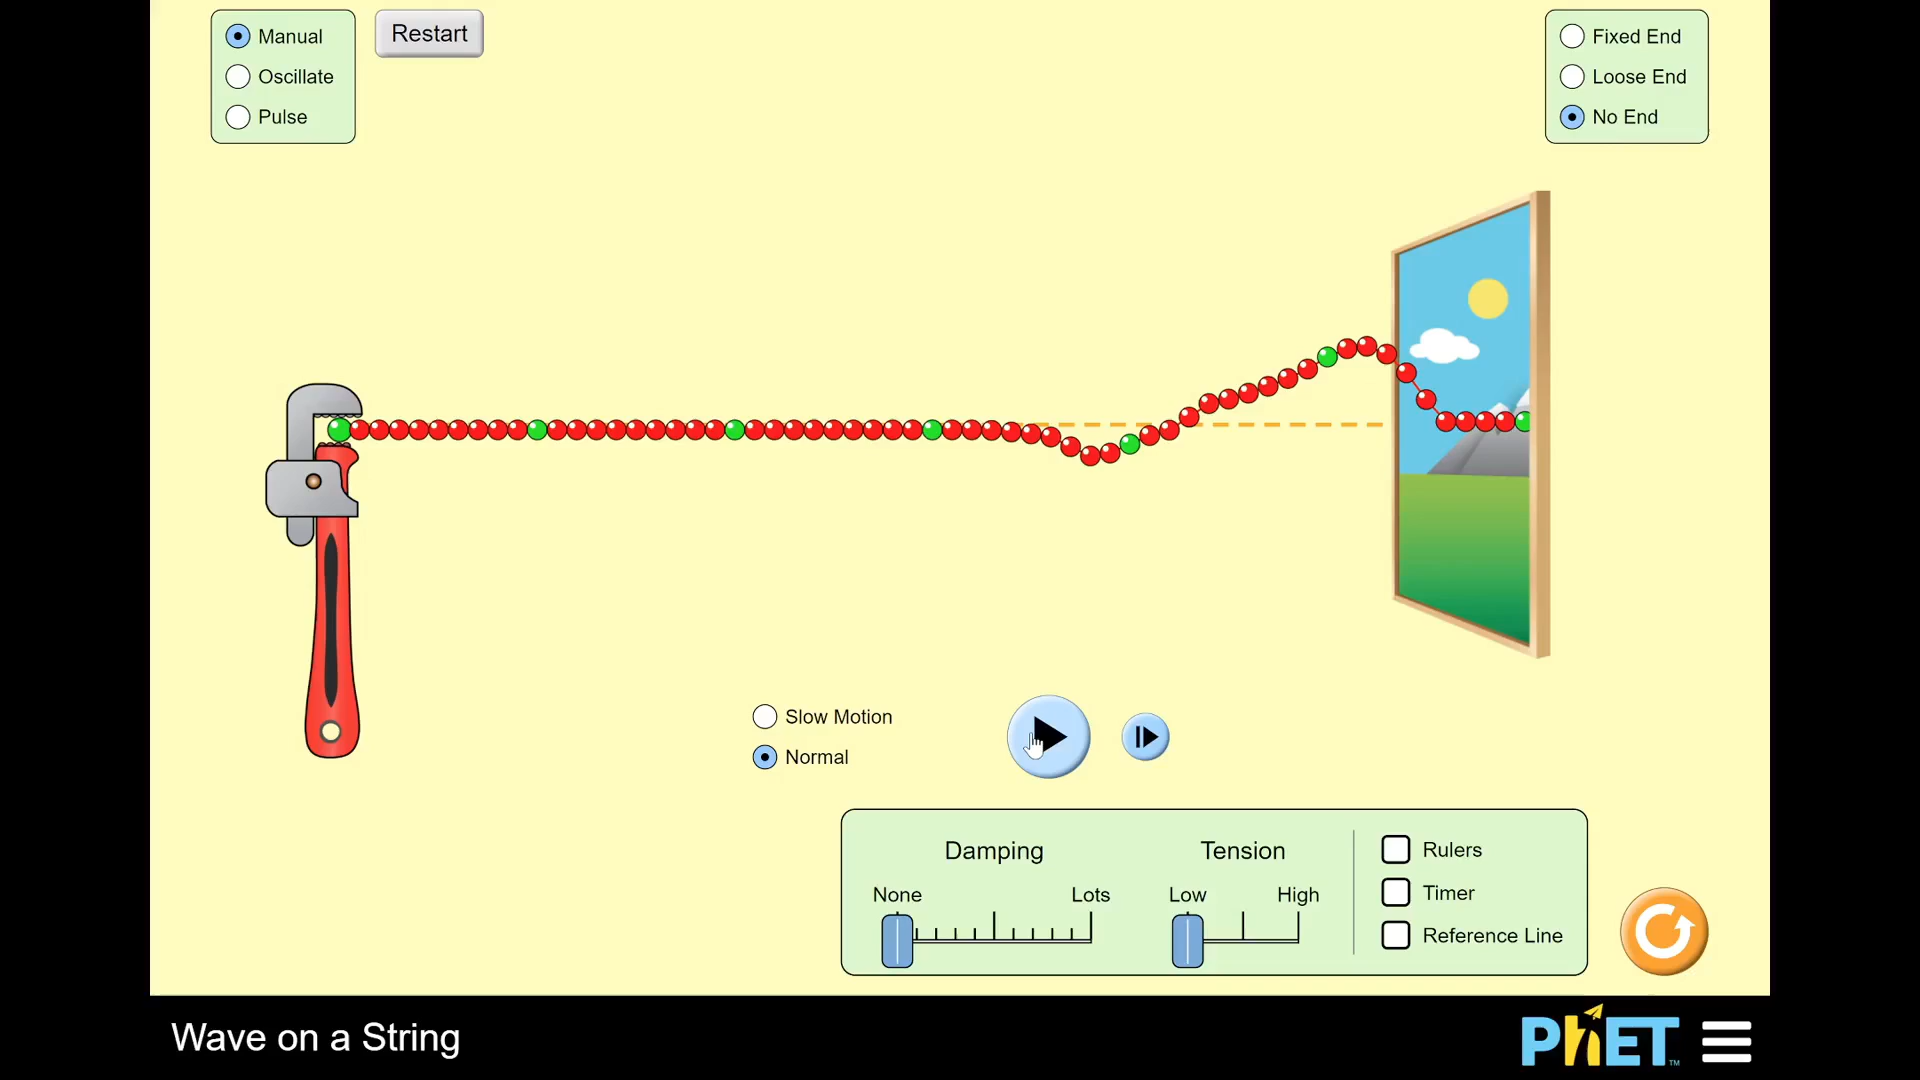 Manual
Oscillate
Pulse
Restart
Fixed End
Loose End
No End
Slow Motion
Normal
Damping
None
Lots
Tension
Low
High
Rulers
Timer
Reference Line
Wave on a String
PhET™